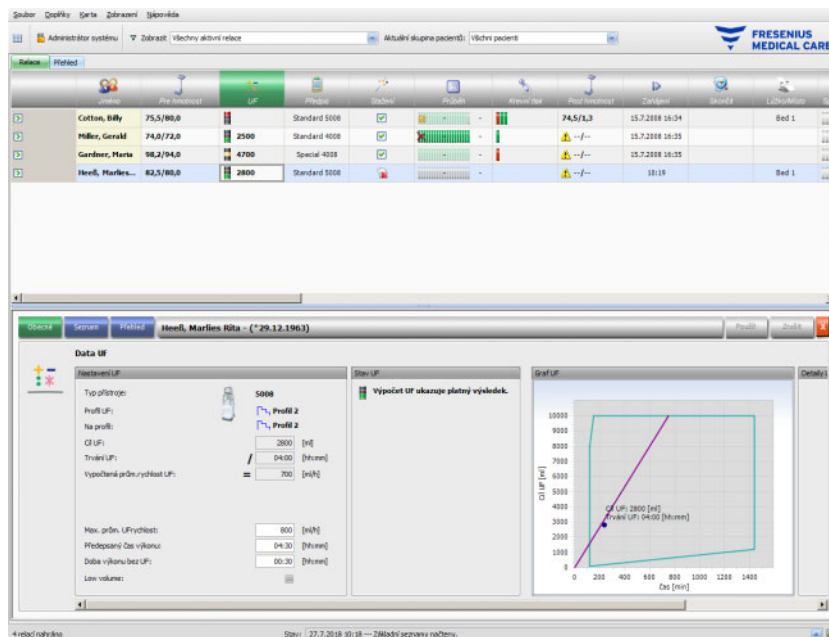 Soubor Doplňky Karta Zobrazení Nápověda
Administrátor systému Zobrazit Všechny aktivní relace Aktuální skupina pacientů: Všichni pacienti
FRESENIUS
MEDICAL CARE
Relace Přehled
Jméno Pre hmotnost UF Předpis Stažení Průběh Krevní tlak Post hmotnost Zahájení Skončit Lůžko/Místo
Cotton, Billy 75,5/80,0 Standard 5008 - - 74,5/1,3 15.7.2018 16:34 Bed 1
Miller, Gerald 74,0/72,0 2500 Standard 4008 - - --/-- 15.7.2018 16:35
Gardner, Maria 98,2/94,0 4700 Special 4008 - - --/-- 15.7.2018 16:35
Heeß, Marlies... 82,5/80,0 2800 Standard 5008 - - --/-- 10:19 Bed 1
Obecné Seznam Přehled Heeß, Marlies Rita - (*29.12.1963) Použít Zrušit X
Data UF
Nastavení UF
Typ přístroje: 5008
Profil UF: Profil 2
Na profil: Profil 2
Cíl UF: 2800 [ml]
Trvání UF: / 04:00 [hh:mm]
Vypočtená prům.rychlost UF: = 700 [ml/h]
Max. prům. UFrychlost: 800 [ml/h]
Předepsaný čas výkonu: 04:30 [hh:mm]
Doba výkonu bez UF: 00:30 [hh:mm]
Low volume:
Stav UF
Výpočet UF ukazuje platný výsledek.
Graf UF
10000
9000
8000
7000
6000
5000
4000
3000
2000
1000
0
Cíl UF [ml]
Cíl UF: 2800 [ml]
Trvání UF: 04:00 [hh:mm]
0 200 400 600 800 1000 1200 1400
čas [min]
Detaily
4 relací nahráno Stav: 27.7.2018 10:18 — Základní seznamy načteny.